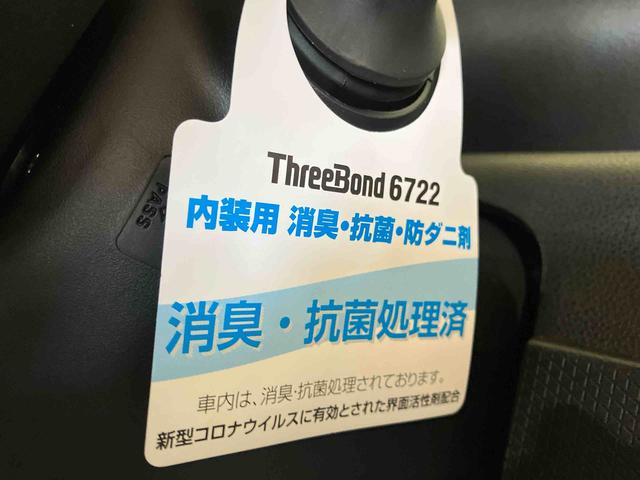 ThreeBond 6722
内装用 消臭・抗菌・防ダニ剤
消臭・抗菌処理済
車内は、消臭・抗菌処理されております。
新型コロナウイルスに有効とされた界面活性剤配合
PASS